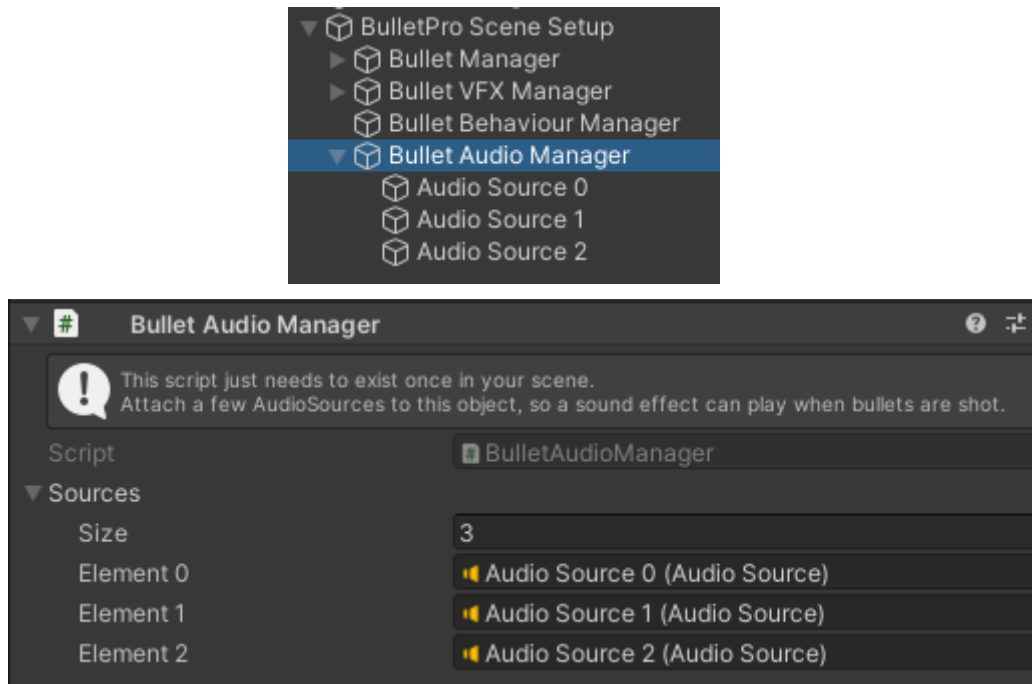 BulletPro Scene Setup
Bullet Manager
Bullet VFX Manager
Bullet Behaviour Manager
Bullet Audio Manager
Audio Source 0
Audio Source 1
Audio Source 2
# Bullet Audio Manager
This script just needs to exist once in your scene.
Attach a few AudioSources to this object, so a sound effect can play when bullets are shot.
Script # BulletAudioManager
Sources
Size 3
Element 0 Audio Source 0 (Audio Source)
Element 1 Audio Source 1 (Audio Source)
Element 2 Audio Source 2 (Audio Source)